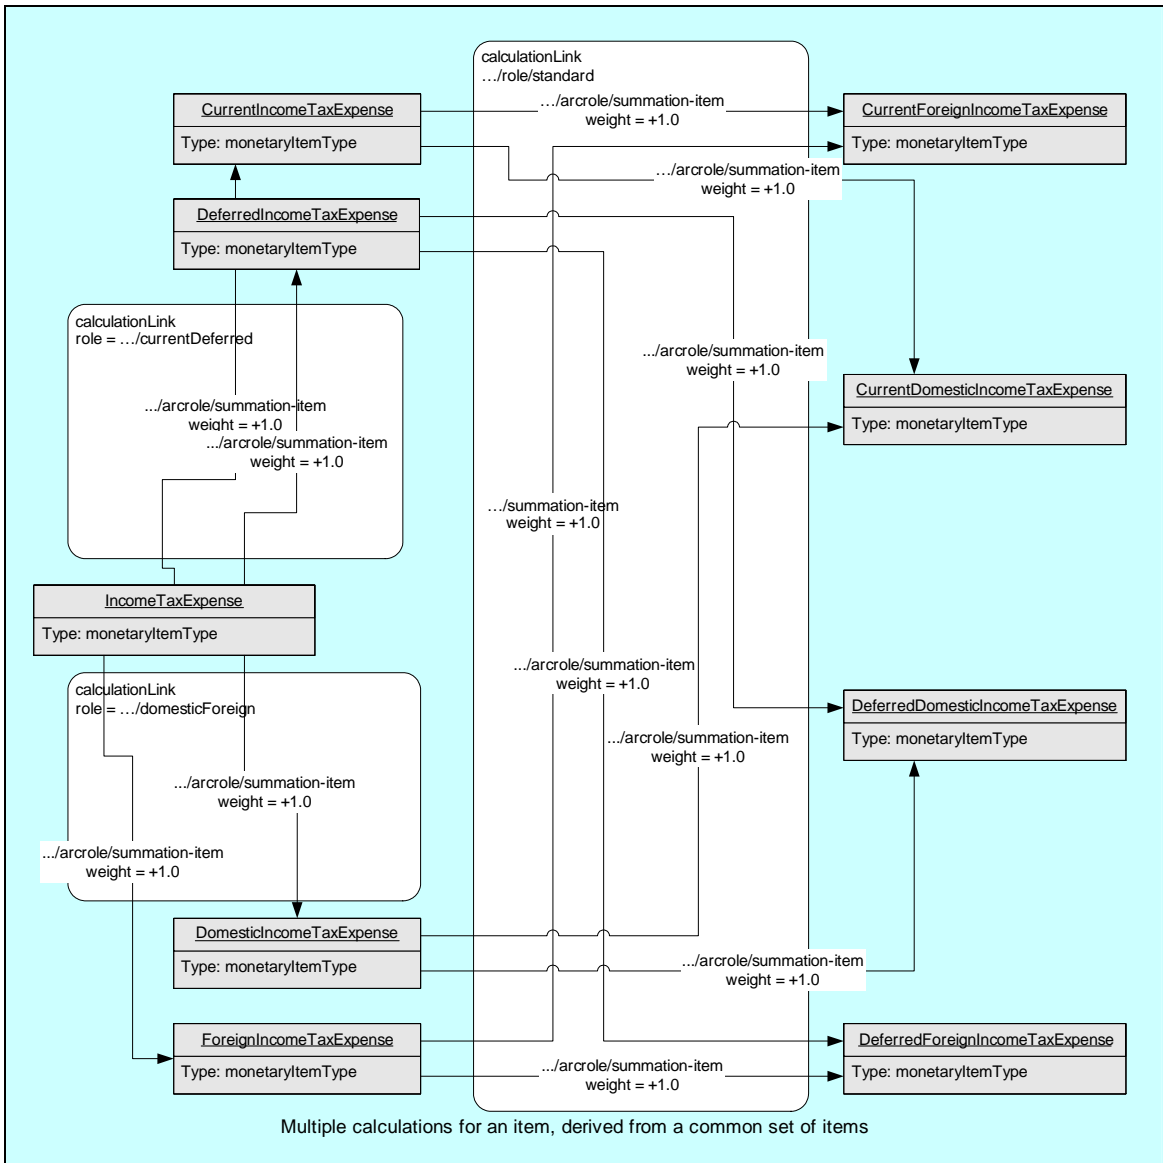 calculationLink
…/role/standard
CurrentIncomeTaxExpense
Type: monetaryItemType
…/arcrole/summation-item
weight = +1.0
CurrentForeignIncomeTaxExpense
Type: monetaryItemType
.../arcrole/summation-item
weight = +1.0
DeferredIncomeTaxExpense
Type: monetaryItemType
calculationLink
role = …/currentDeferred
.../arcrole/summation-item
weight = +1.0
.../arcrole/summation-item
weight = +1.0
.../arcrole/summation-item
weight = +1.0
CurrentDomesticIncomeTaxExpense
Type: monetaryItemType
…/summation-item
weight = +1.0
IncomeTaxExpense
Type: monetaryItemType
calculationLink
role = …/domesticForeign
.../arcrole/summation-item
weight = +1.0
DeferredDomesticIncomeTaxExpense
Type: monetaryItemType
.../arcrole/summation-item
weight = +1.0
.../arcrole/summation-item
weight = +1.0
.../arcrole/summation-item
weight = +1.0
DomesticIncomeTaxExpense
Type: monetaryItemType
.../arcrole/summation-item
weight = +1.0
ForeignIncomeTaxExpense
Type: monetaryItemType
.../arcrole/summation-item
weight = +1.0
DeferredForeignIncomeTaxExpense
Type: monetaryItemType
Multiple calculations for an item, derived from a common set of items